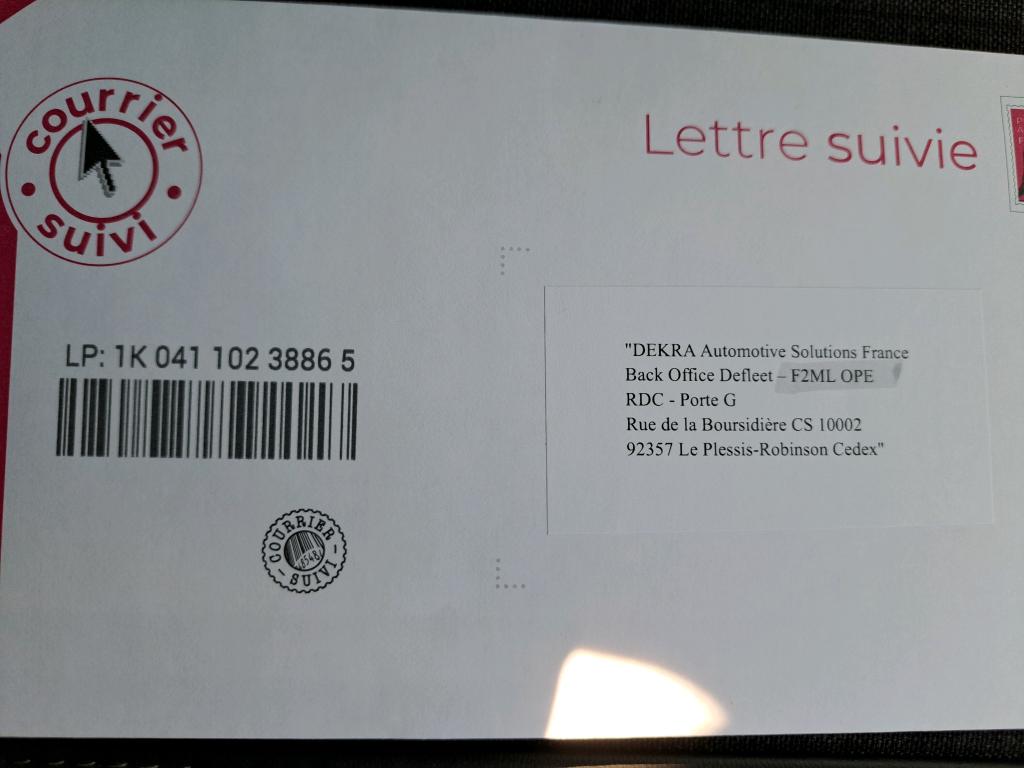 courrier
suivi
Lettre suivie
LP: 1K 041 102 3886 5
"DEKRA Automotive Solutions France
Back Office Defleet – F2ML OPE
RDC - Porte G
Rue de la Boursidière CS 10002
92357 Le Plessis-Robinson Cedex"
COURRIER
8548
SUIVI